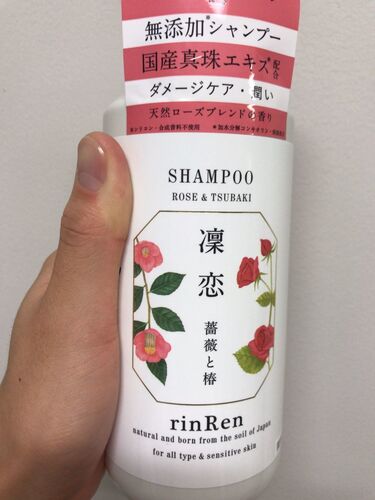 無添加*シャンプー
国産真珠エキス*配合
ダメージケア・潤い
天然ローズブレンドの香り
SHAMPOO
ROSE & TSUBAKI
凜恋
薔薇と椿
rinRen
natural and born from the soil of Japan
for all type & sensitive skin